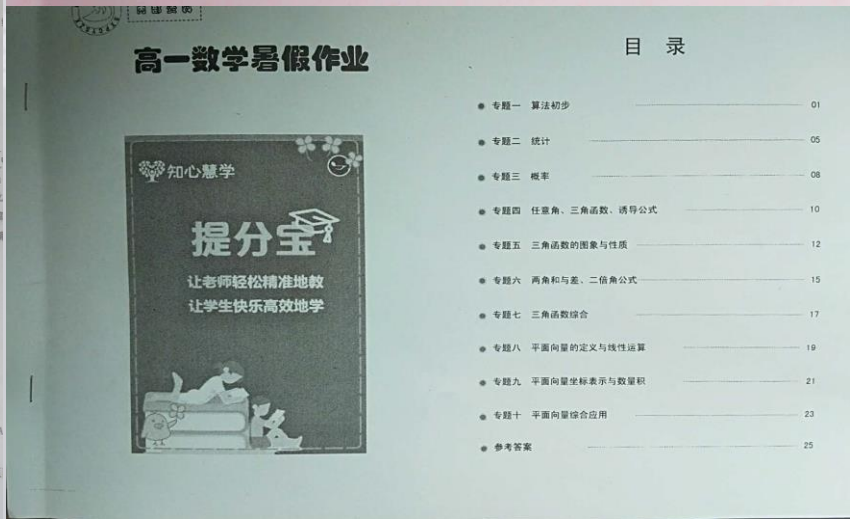 高一数学暑假作业
知心慧学
提分宝
让老师轻松精准地教
让学生快乐高效地学
目 录
专题一 算法初步 01
专题二 统计 05
专题三 概率 08
专题四 任意角、三角函数、诱导公式 10
专题五 三角函数的图象与性质 12
专题六 两角和与差、二倍角公式 15
专题七 三角函数综合 17
专题八 平面向量的定义与线性运算 19
专题九 平面向量坐标表示与数量积 21
专题十 平面向量综合应用 23
参考答案 25